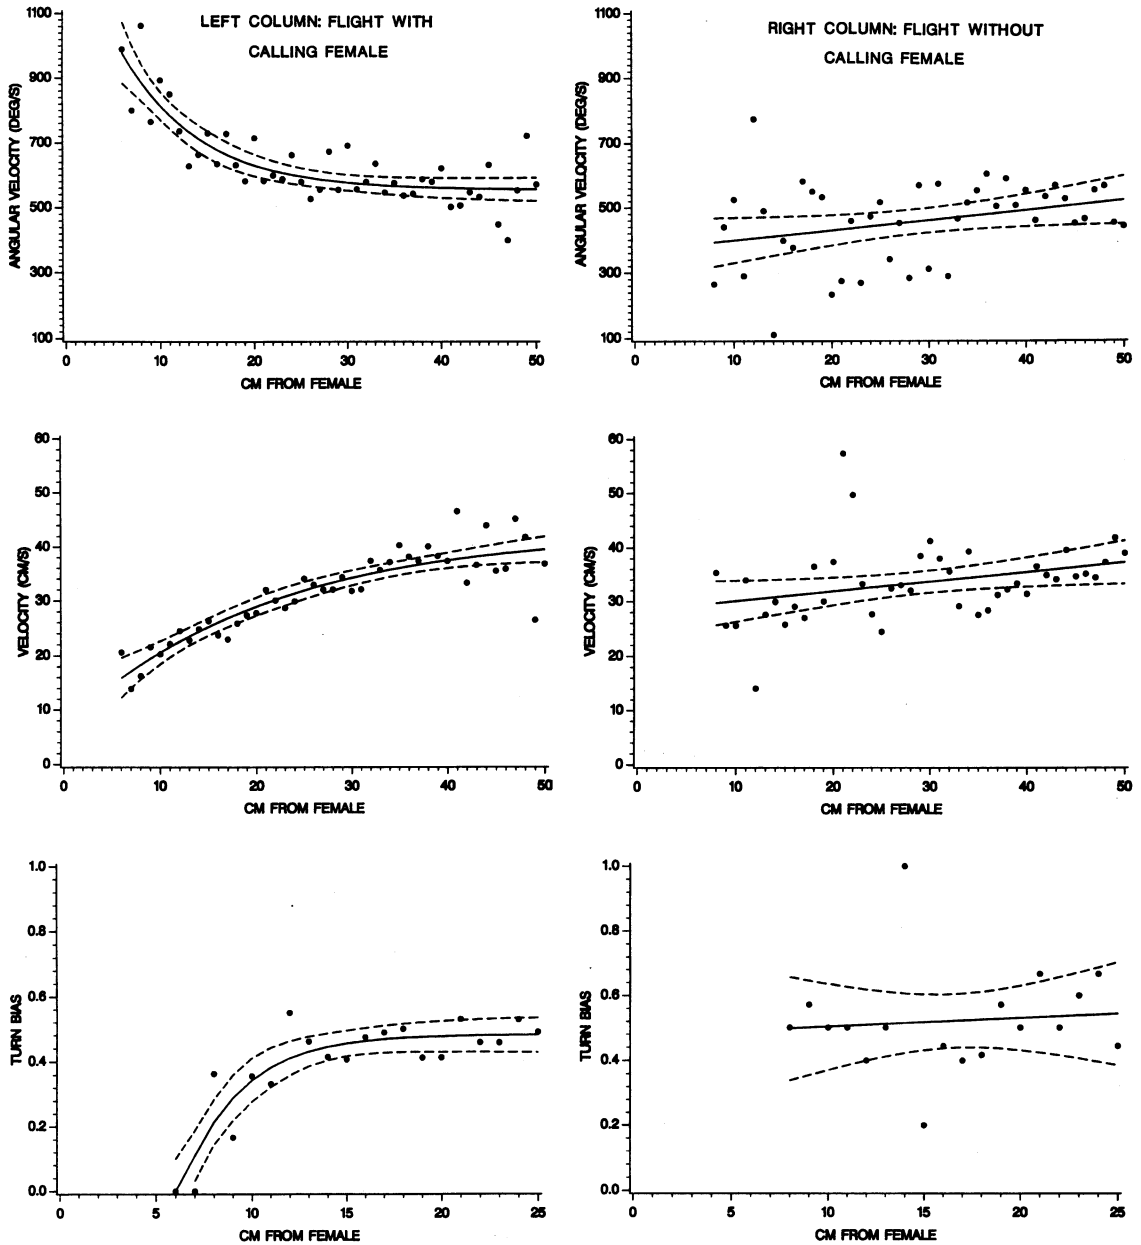 LEFT COLUMN: FLIGHT WITH
CALLING FEMALE
1100
900
700
500
300
100
ANGULAR VELOCITY (DEG/S)
0 10 20 30 40 50
CM FROM FEMALE
RIGHT COLUMN: FLIGHT WITHOUT
CALLING FEMALE
1100
900
700
500
300
100
ANGULAR VELOCITY (DEG/S)
0 10 20 30 40 50
CM FROM FEMALE
60
50
40
30
20
10
0
VELOCITY (CM/S)
0 10 20 30 40 50
CM FROM FEMALE
60
50
40
30
20
10
0
VELOCITY (CM/S)
0 10 20 30 40 50
CM FROM FEMALE
1.0
0.8
0.6
0.4
0.2
0.0
TURN BIAS
0 5 10 15 20 25
CM FROM FEMALE
1.0
0.8
0.6
0.4
0.2
0.0
TURN BIAS
0 5 10 15 20 25
CM FROM FEMALE